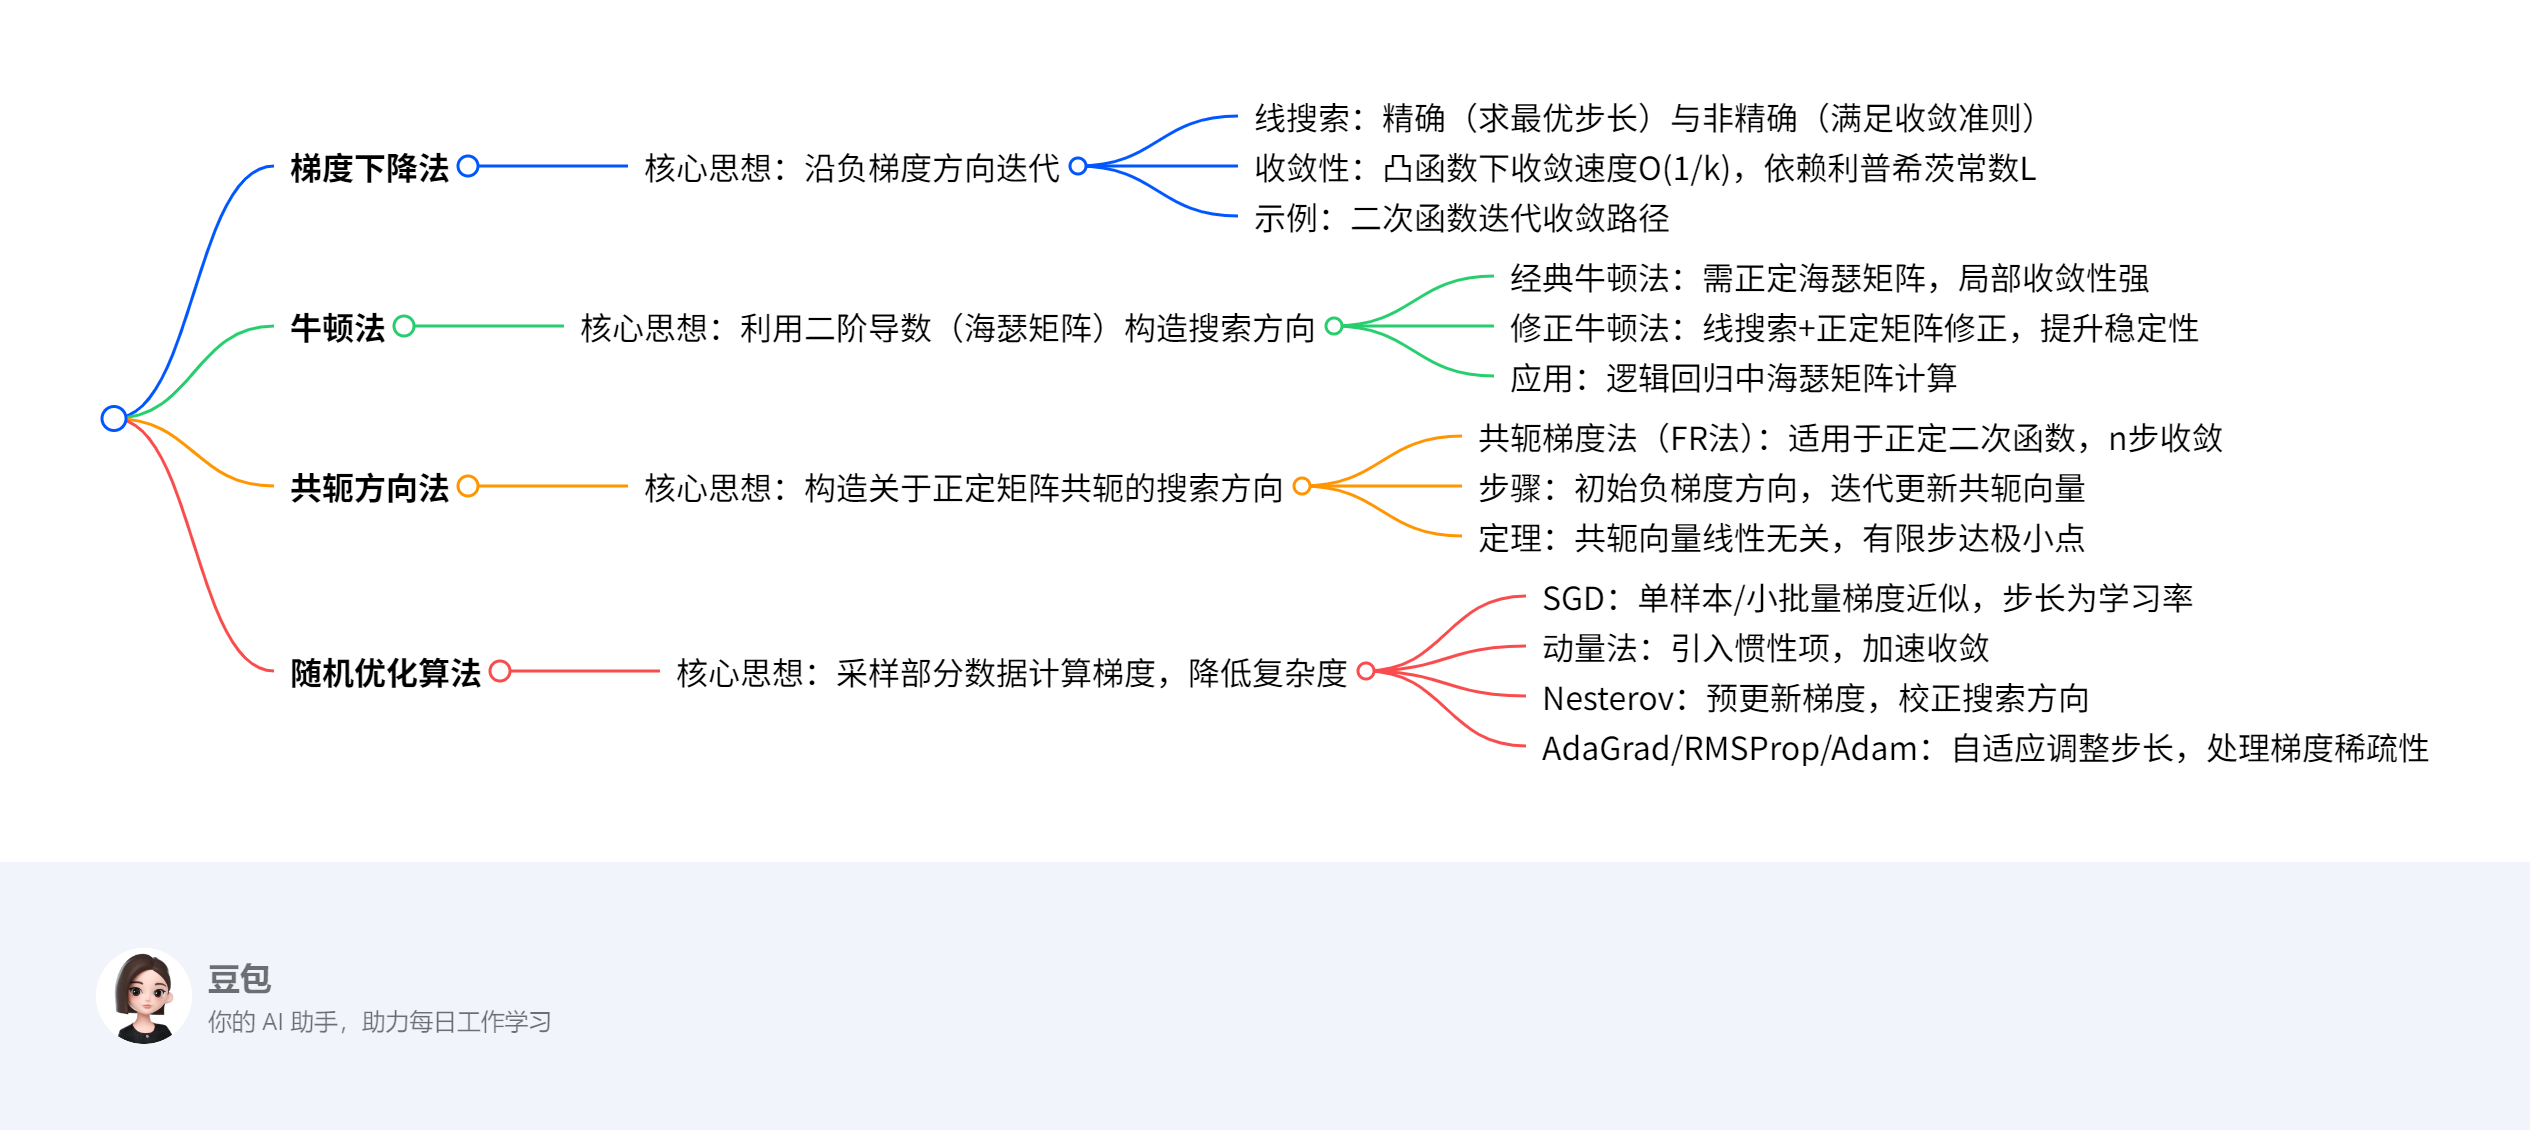 梯度下降法
核心思想：沿负梯度方向迭代
线搜索：精确（求最优步长）与非精确（满足收敛准则）
收敛性：凸函数下收敛速度O(1/k)，依赖利普希茨常数L
示例：二次函数迭代收敛路径
牛顿法
核心思想：利用二阶导数（海瑟矩阵）构造搜索方向
经典牛顿法：需正定海瑟矩阵，局部收敛性强
修正牛顿法：线搜索+正定矩阵修正，提升稳定性
应用：逻辑回归中海瑟矩阵计算
共轭方向法
核心思想：构造关于正定矩阵共轭的搜索方向
共轭梯度法（FR法）：适用于正定二次函数，n步收敛
步骤：初始负梯度方向，迭代更新共轭向量
定理：共轭向量线性无关，有限步达极小点
随机优化算法
核心思想：采样部分数据计算梯度，降低复杂度
SGD：单样本/小批量梯度近似，步长为学习率
动量法：引入惯性项，加速收敛
Nesterov：预更新梯度，校正搜索方向
AdaGrad/RMSProp/Adam：自适应调整步长，处理梯度稀疏性
豆包
你的 AI 助手，助力每日工作学习